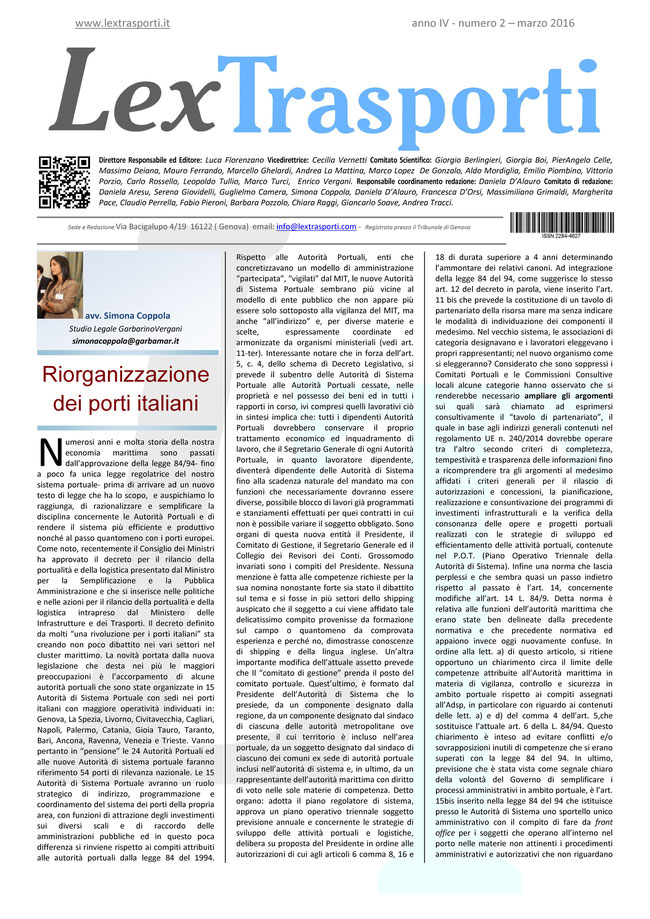 www.lextrasporti.it
anno IV - numero 2 – marzo 2016
LexTrasporti
Direttore Responsabile ed Editore: Luca Florenzano Vicedirettrice: Cecilia Vernetti Comitato Scientifico: Giorgio Berlingieri, Giorgia Boi, PierAngelo Celle,
Massimo Deiana, Mauro Ferrando, Marcello Ghelardi, Andrea La Mattina, Marco Lopez De Gonzalo, Aldo Mordiglia, Emilio Piombino, Vittorio
Porzio, Carlo Rossello, Leopoldo Tullio, Marco Turci, Enrico Vergani. Responsabile coordinamento redazione: Daniela D'Alauro Comitato di redazione:
Daniela Aresu, Serena Giovidelli, Guglielmo Camera, Simona Coppola, Daniela D'Alauro, Francesca D'Orsi, Massimiliano Grimaldi, Margherita
Pace, Claudio Perrella, Fabio Pieroni, Barbara Pozzolo, Chiara Raggi, Giancarlo Soave, Andrea Tracci.
Sede e Redazione:Via Bacigalupo 4/19 16122 ( Genova) email: info@lextrasporti.com - Registrata presso il Tribunale di Genova
ISSN 2284-4627
avv. Simona Coppola
Studio Legale GarbarinoVergani
simonacoppola@garbamar.it
Riorganizzazione
dei porti italiani
Numerosi anni e molta storia della nostra
economia marittima sono passati
dall'approvazione della legge 84/94- fino
a poco fa unica legge regolatrice del nostro
sistema portuale- prima di arrivare ad un nuovo
testo di legge che ha lo scopo, e auspichiamo lo
raggiunga, di razionalizzare e semplificare la
disciplina concernente le Autorità Portuali e di
rendere il sistema più efficiente e produttivo
nonché al passo quantomeno con i porti europei.
Come noto, recentemente il Consiglio dei Ministri
ha approvato il decreto per il rilancio della
portualità e della logistica presentato dal Ministro
per la Semplificazione e la Pubblica
Amministrazione e che si inserisce nelle politiche
e nelle azioni per il rilancio della portualità e della
logistica intrapreso dal Ministero delle
Infrastrutture e dei Trasporti. Il decreto definito
da molti "una rivoluzione per i porti italiani" sta
creando non poco dibattito nei vari settori nel
cluster marittimo. La novità portata dalla nuova
legislazione che desta nei più le maggiori
preoccupazioni è l'accorpamento di alcune
autorità portuali che sono state organizzate in 15
Autorità di Sistema Portuale con sedi nei porti
italiani con maggiore operatività individuati in:
Genova, La Spezia, Livorno, Civitavecchia, Cagliari,
Napoli, Palermo, Catania, Gioia Tauro, Taranto,
Bari, Ancona, Ravenna, Venezia e Trieste. Vanno
pertanto in "pensione" le 24 Autorità Portuali ed
alle nuove Autorità di sistema portuale faranno
riferimento 54 porti di rilevanza nazionale. Le 15
Autorità di Sistema Portuale avranno un ruolo
strategico di indirizzo, programmazione e
coordinamento del sistema dei porti della propria
area, con funzioni di attrazione degli investimenti
sui diversi scali e di raccordo delle
amministrazioni pubbliche ed in questo poca
differenza si rinviene rispetto ai compiti attribuiti
alle autorità portuali dalla legge 84 del 1994.
Rispetto alle Autorità Portuali, enti che
concretizzavano un modello di amministrazione
"partecipata", "vigilati" dal MIT, le nuove Autorità
di Sistema Portuale sembrano più vicine al
modello di ente pubblico che non appare più
essere solo sottoposto alla vigilanza del MIT, ma
anche "all'indirizzo" e, per diverse materie e
scelte, espressamente coordinate ed
armonizzata da organismi ministeriali (vedi art.
11-ter). Interessante notare che in forza dell'art.
5, c. 4, dello schema di Decreto Legislativo, si
prevede il subentro delle Autorità di Sistema
Portuale alle Autorità Portuali cessate, nelle
proprietà e nel possesso dei beni ed in tutti i
rapporti in corso, ivi compresi quelli lavorativi ciò
in sintesi implica che: tutti i dipendenti Autorità
Portuali dovrebbero conservare il proprio
trattamento economico ed inquadramento di
lavoro, che il Segretario Generale di ogni Autorità
Portuale, in quanto lavoratore dipendente,
diventerà dipendente delle Autorità di Sistema
fino alla scadenza naturale del mandato ma con
funzioni che necessariamente dovranno essere
diverse, possibile blocco di lavori già programmati
e stanziamenti effettuati per quei contratti in cui
non è possibile variare il soggetto obbligato. Sono
organi di questa nuova entità il Presidente, il
Comitato di Gestione, il Segretario Generale ed il
Collegio dei Revisori dei Conti. Grossomodo
invariati sono i compiti del Presidente. Nessuna
menzione è fatta alle competenze richieste per la
sua nomina nonostante forte sia stato il dibattito
sul tema e si fosse in più settori dello shipping
auspicato che il soggetto a cui viene affidato tale
delicatissimo compito provenisse da formazione
sul campo o quantomeno da comprovata
esperienza e perché no, dimostrasse conoscenze
di shipping e della lingua inglese. Un'altra
importante modifica dell'attuale assetto prevede
che il "comitato di gestione" prenda il posto del
comitato portuale. Quest'ultimo, è formato dal
Presidente dell'Autorità di Sistema che lo
presiede, da un componente designato dalla
regione, da un componente designato dal sindaco
di ciascuna delle autorità metropolitane ove
presente, il cui territorio è incluso nell'area
portuale, da un soggetto designato dal sindaco di
ciascuno dei comuni ex sede di autorità portuale
inclusi nell'autorità di sistema e, in ultimo, da un
rappresentante dell'autorità marittima con diritto
di voto nelle sole materie di competenza. Detto
organo: adotta il piano regolatore di sistema,
approva un piano operativo triennale soggetto
previsione annuale e concernente le strategie di
sviluppo delle attività portuali e logistiche,
delibera su proposta del Presidente in ordine alle
autorizzazioni di cui agli articoli 6 comma 8, 16 e
18 di durata superiore a 4 anni determinando
l'ammontare dei relativi canoni. Ad integrazione
della legge 84 del 94, come suggerisce lo stesso
art. 12 del decreto in parola, viene inserito l'art.
11 bis che prevede la costituzione di un tavolo di
partenariato della risorsa mare ma senza indicare
le modalità di individuazione dei componenti il
medesimo. Nel vecchio sistema, le associazioni di
categoria designavano e i lavoratori eleggevano i
propri rappresentanti; nel nuovo organismo come
si eleggeranno? Considerato che sono soppressi i
Comitati Portuali e le Commissioni Consultive
locali alcune categorie hanno osservato che si
renderebbe necessario ampliare gli argomenti
sui quali sarà chiamato ad esprimersi
consultivamente il "tavolo di partenariato", il
quale in base agli indirizzi generali contenuti nel
regolamento UE n. 240/2014 dovrebbe operare
tra l'altro secondo criteri di completezza,
tempestività e trasparenza delle informazioni fino
a ricomprendere tra gli argomenti al medesimo
affidati i criteri generali per il rilascio di
autorizzazioni e concessioni, la pianificazione,
realizzazione e consuntivazione dei programmi di
investimenti infrastrutturali e la verifica della
consonanza delle opere e progetti portuali
realizzati con le strategie di sviluppo ed
efficientamento delle attività portuali, contenute
nel P.O.T. (Piano Operativo Triennale della
Autorità di Sistema). Infine una norma che lascia
perplessi e che sembra quasi un passo indietro
rispetto al passato è l'art. 14, concernente
modifiche all'art. 14 L. 84/9. Detta norma è
relativa alle funzioni dell'autorità marittima che
erano state ben delineate dalla precedente
normativa e che precedente normativa ed
appaiono invece oggi nuovamente confuse. In
ordine alla lett. a) di questo articolo, si ritiene
opportuno un chiarimento circa il limite delle
competenze attribuite all'Autorità marittima in
materia di vigilanza, controllo e sicurezza in
ambito portuale rispetto ai compiti assegnati
all'Adsp, in particolare con riguardo ai contenuti
delle lett. a) e d) del comma 4 dell'art. 5,che
sostituisce l'attuale art. 6 della L. 84/94. Questo
chiarimento è inteso ad evitare conflitti e/o
sovrapposizioni inutili di competenze che si erano
superati con la legge 84 del 94. In ultimo,
previsione che è stata vista come segnale chiaro
della volontà del Governo di semplificare i
processi amministrativi in ambito portuale, è l'art.
15bis inserito nella legge 84 del 94 che istituisce
presso le Autorità di Sistema uno sportello unico
amministrativo con il compito di fare da front
office per i soggetti che operano all'interno nel
porto nelle materie non attinenti i procedimenti
amministrativi e autorizzativi che non riguardano